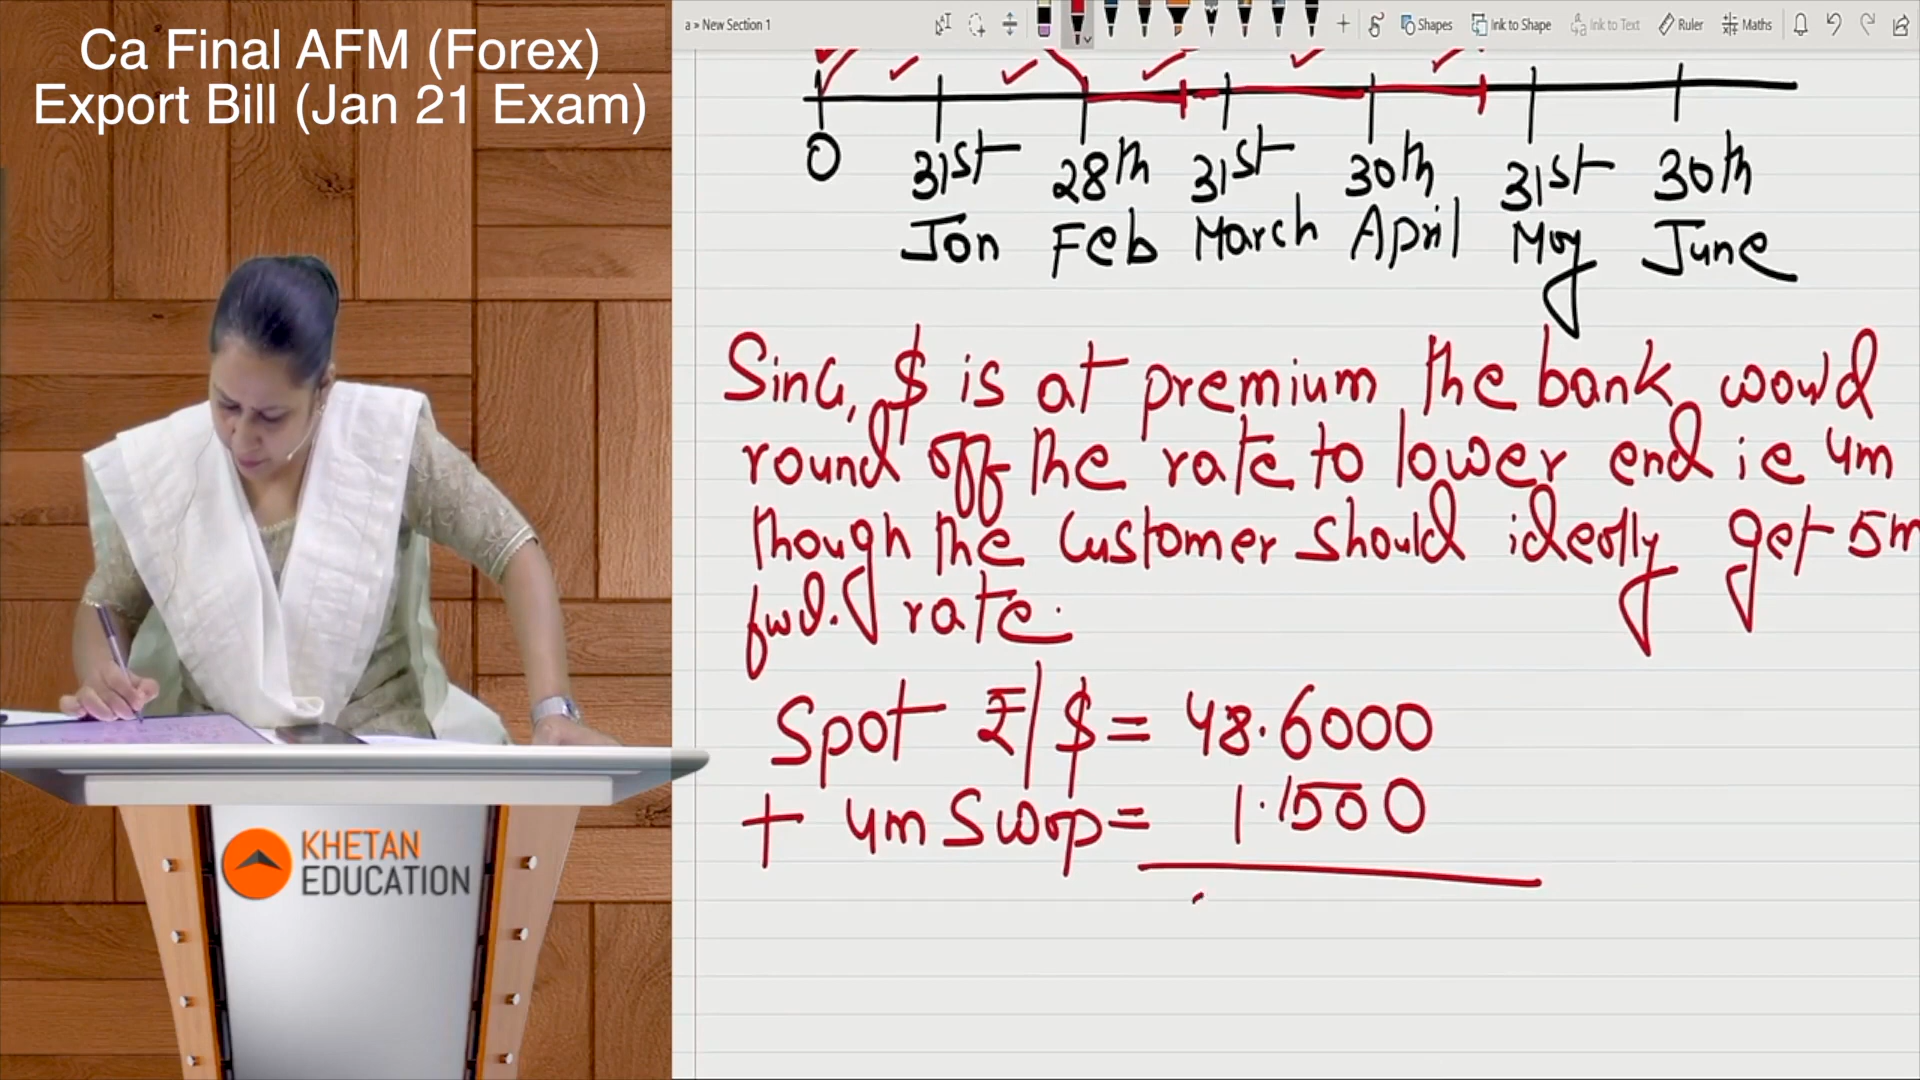 Ca Final AFM (Forex)
Export Bill (Jan 21 Exam)
a » New Section 1
Shapes
Ink to Shape
Ink to Text
Ruler
Maths
0 31st 28th 31st 30th 31st 30th
Jan Feb March April May June
Since, $ is at premium the bank would
round off the rate to lower end ie 4m
though the customer should ideally get 5m
fwd. rate.
Spot ₹/$ = 48.6000
+ 4m Swap = 1.1500
KHETAN
EDUCATION